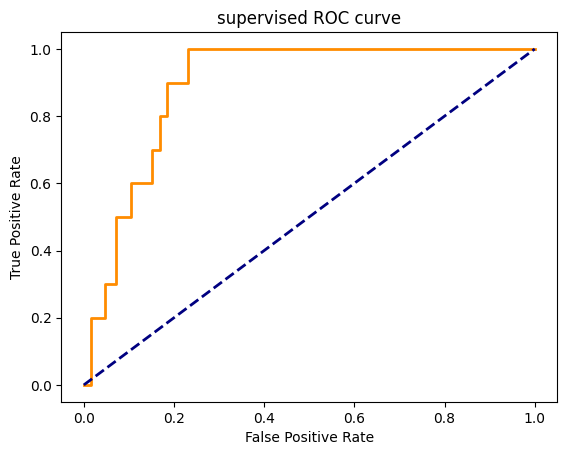 supervised ROC curve
True Positive Rate
1.0
0.8
0.6
0.4
0.2
0.0
0.0 0.2 0.4 0.6 0.8 1.0
False Positive Rate